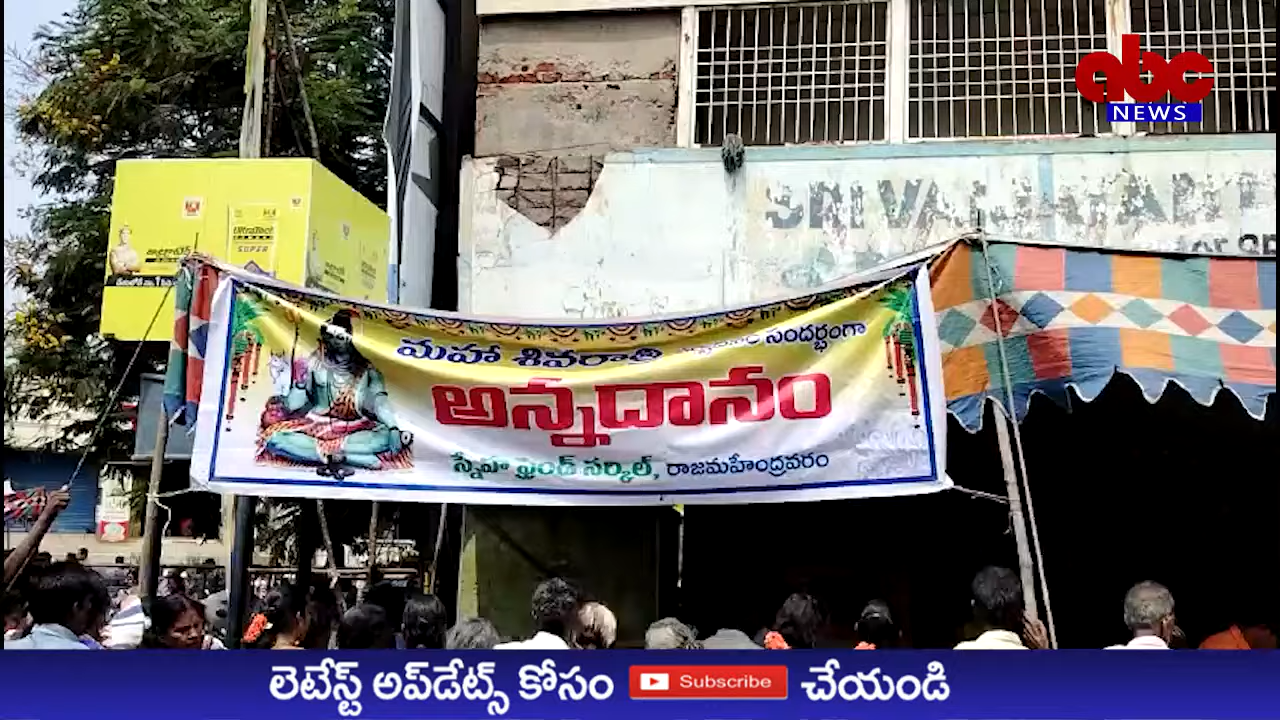 abc
NEWS
UltraTech
SUPER
మహా శివరాత్రి సందర్భంగా
అన్నదానం
స్నేహా ఫ్రెండ్ సర్కిల్, రాజమహేంద్రవరం
లెటేస్ట్ అప్‌డేట్స్ కోసం Subscribe చేయండి